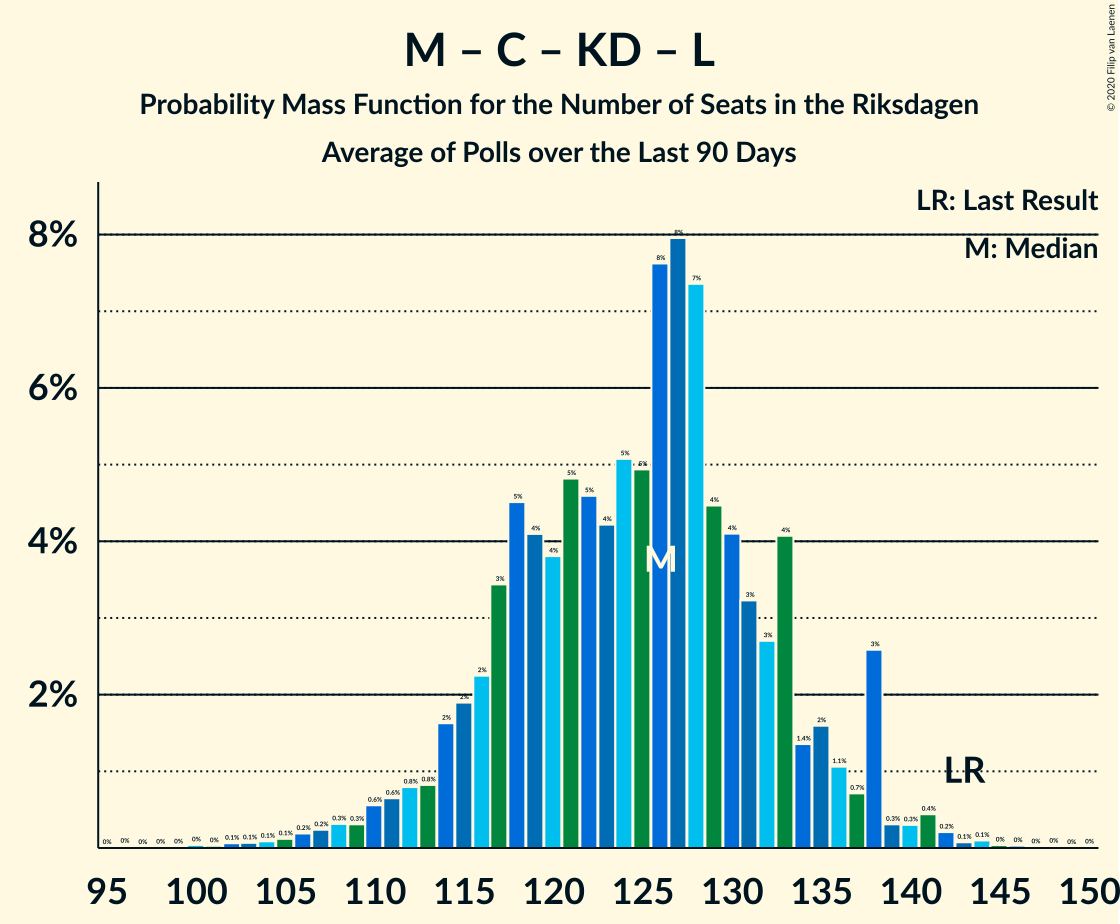 M – C – KD – L
Probability Mass Function for the Number of Seats in the Riksdagen
Average of Polls over the Last 90 Days
© 2020 Filip van Laenen
LR: Last Result
M: Median
8%
6%
4%
2%
0% 0% 0% 0% 0% 0% 0% 0.1% 0.1% 0.1% 0.1% 0.2% 0.2% 0.3% 0.3% 0.6% 0.6% 0.8% 0.8% 2% 2% 2% 3% 5% 4% 4% 5% 5% 4% 5% 5% 8% 8% 7% 4% 4% 3% 3% 4% 1.4% 2% 1.1% 0.7% 3% 0.3% 0.3% 0.4% 0.2% 0.1% 0.1% 0% 0% 0% 0% 0% 0%
M
LR
95 100 105 110 115 120 125 130 135 140 145 150